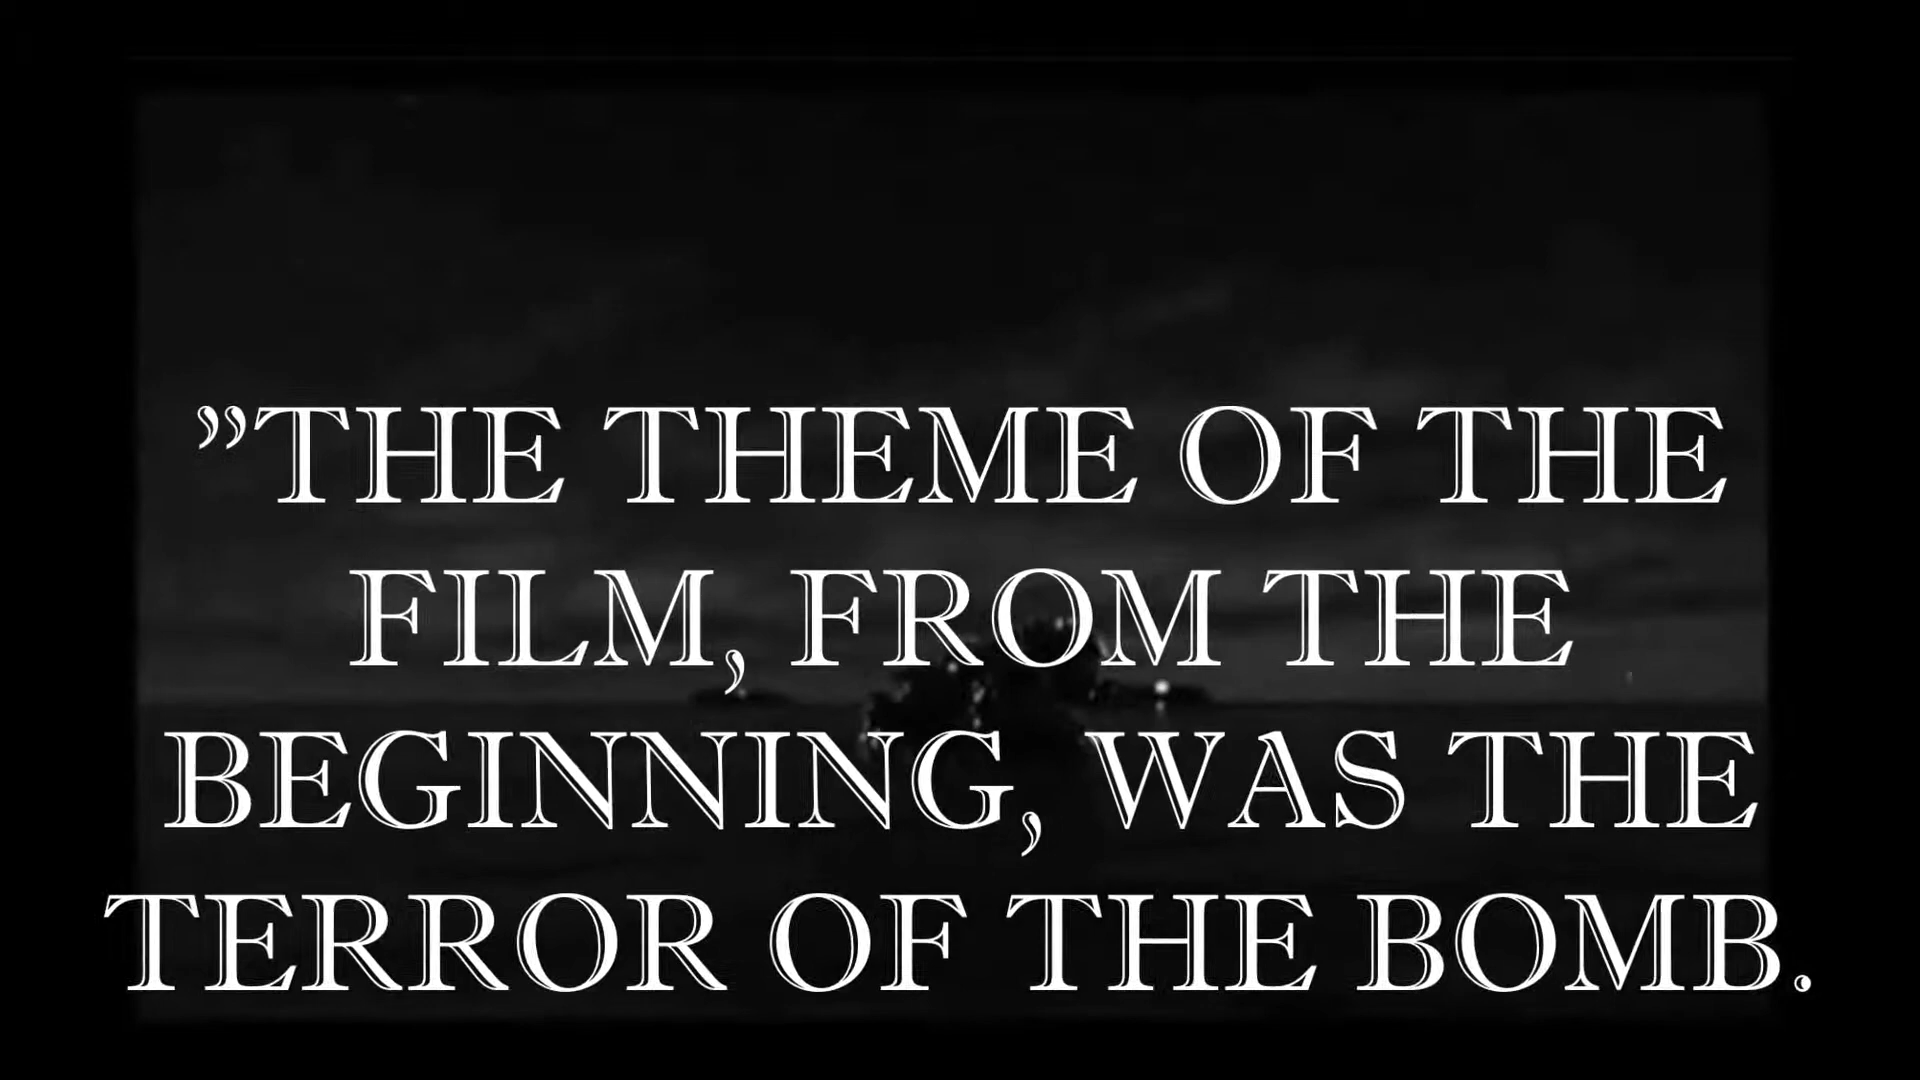 ”THE THEME OF THE
FILM, FROM THE
BEGINNING, WAS THE
TERROR OF THE BOMB.